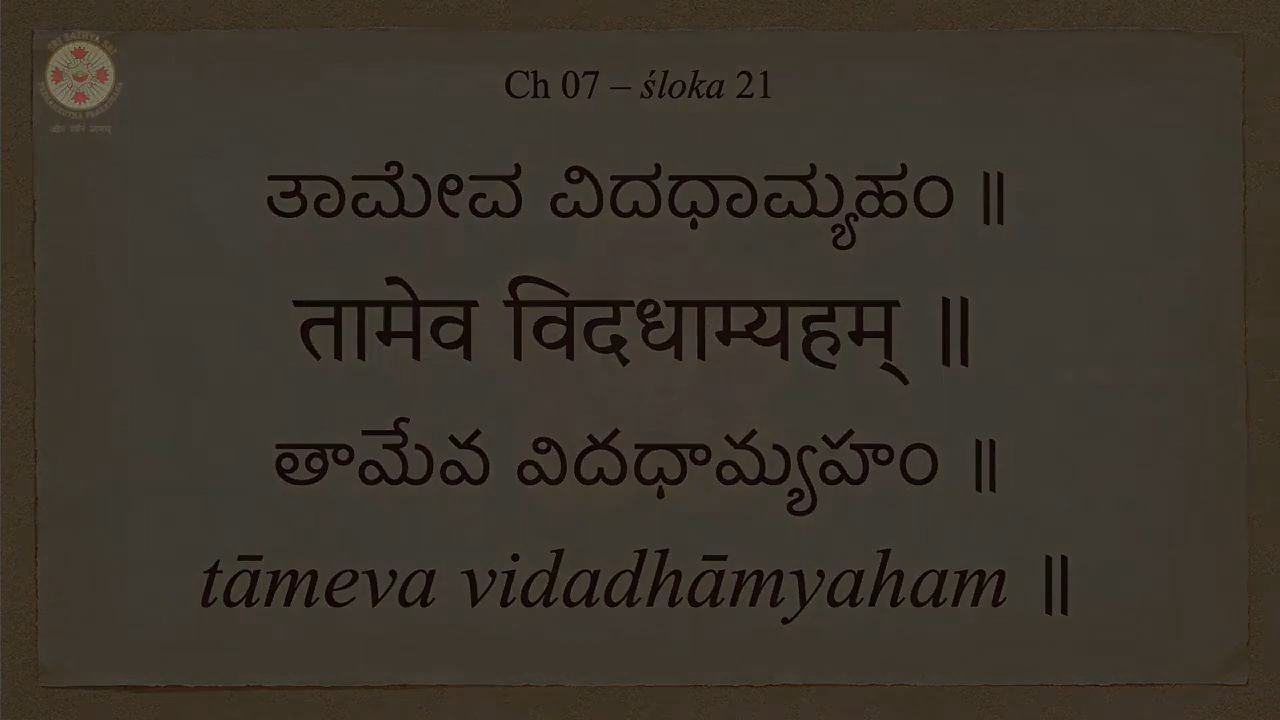 Ch 07 – śloka 21
ತಾಮೇವ ವಿದಧಾಮ್ಯಹಂ ॥
तामेव विदधाम्यहम् ॥
తామేవ విదధామ్యహం ॥
tāmeva vidadhāmyaham ॥